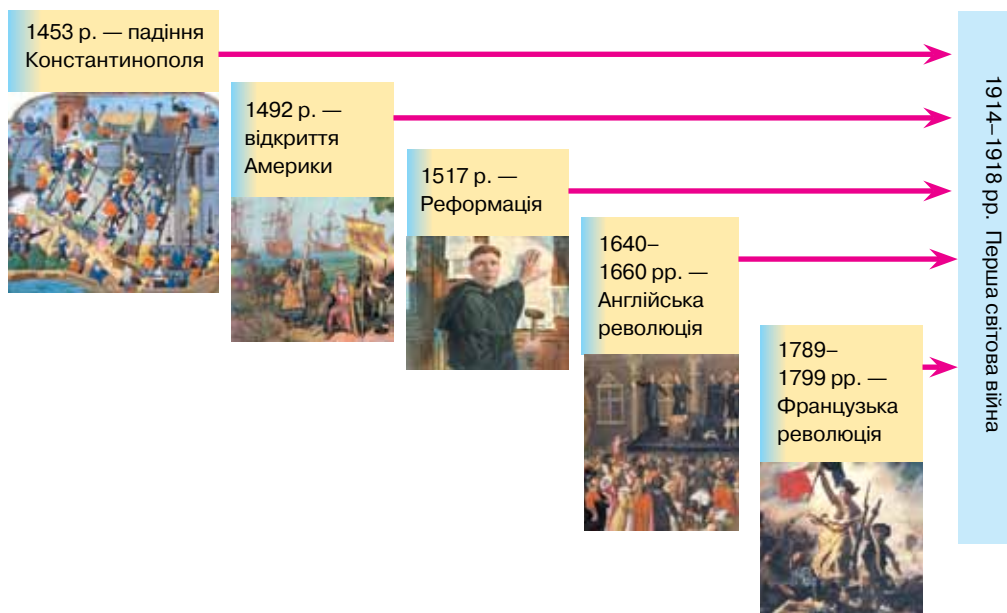 1453 р. — падіння
Константинополя
1492 р. —
відкриття
Америки
1517 р. —
Реформація
1640–
1660 рр. —
Англійська
революція
1789–
1799 рр. —
Французька
революція
1914–1918 рр. Перша світова війна